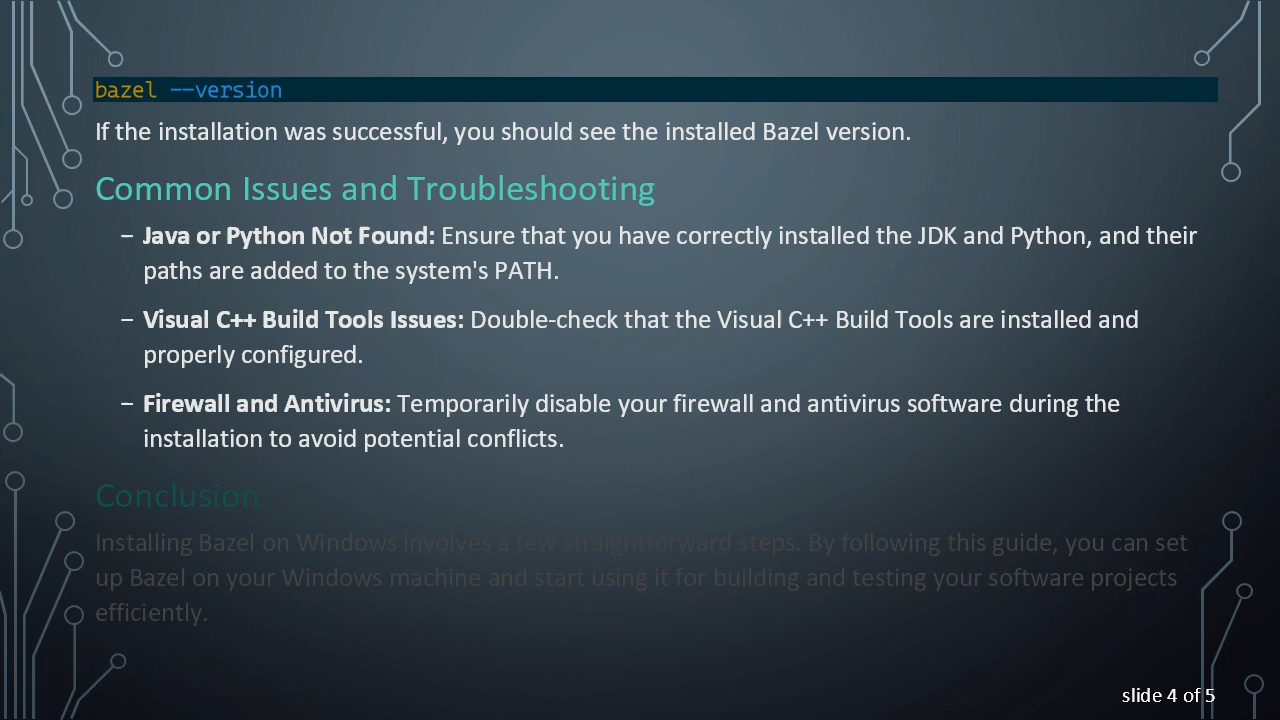 bazel --version
If the installation was successful, you should see the installed Bazel version.
Common Issues and Troubleshooting
– Java or Python Not Found: Ensure that you have correctly installed the JDK and Python, and their
paths are added to the system's PATH.
– Visual C++ Build Tools Issues: Double-check that the Visual C++ Build Tools are installed and
properly configured.
– Firewall and Antivirus: Temporarily disable your firewall and antivirus software during the
installation to avoid potential conflicts.
Conclusion
Installing Bazel on Windows involves a few straightforward steps. By following this guide, you can set
up Bazel on your Windows machine and start using it for building and testing your software projects
efficiently.
slide 4 of 5